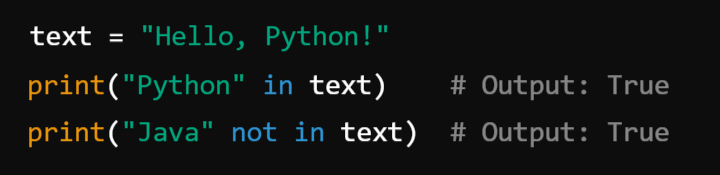 text = "Hello, Python!"
print("Python" in text)    # Output: True
print("Java" not in text)  # Output: True